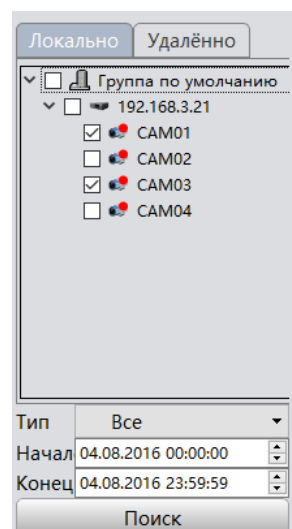 Локально Удалённо
Группа по умолчанию
192.168.3.21
CAM01
CAM02
CAM03
CAM04
Тип Все
Начал 04.08.2016 00:00:00
Конец 04.08.2016 23:59:59
Поиск